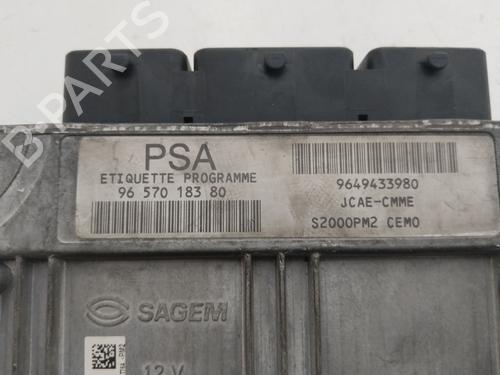 PSA
ETIQUETTE PROGRAMME
96 570 183 80
9649433980
JCAE-CMME
S2000PM2 CEMO
SAGEM
12 V
B-PARTS